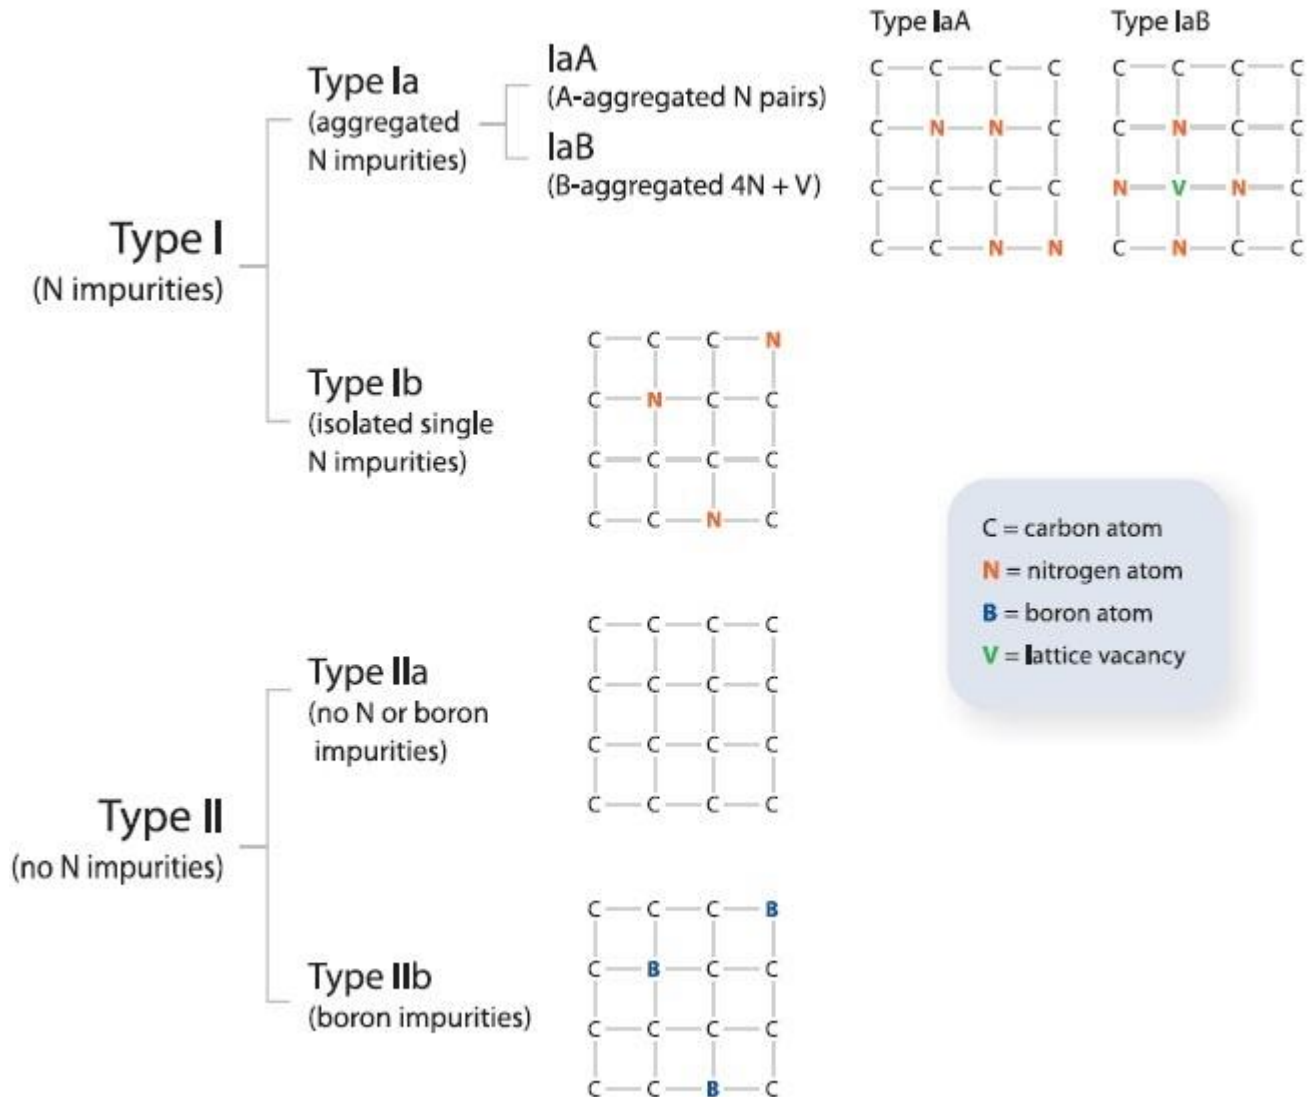 Type IaA
Type IaB
Type Ia
(aggregated
N impurities)
IaA
(A-aggregated N pairs)
IaB
(B-aggregated 4N + V)
C C C C
C N N C
C C C C
C C N N
C C C C
C N C C
N V N C
C N C C
Type I
(N impurities)
Type Ib
(isolated single
N impurities)
C C C N
C N C C
C C C C
C C N C
C = carbon atom
N = nitrogen atom
B = boron atom
V = lattice vacancy
Type II
(no N impurities)
Type IIa
(no N or boron
impurities)
C C C C
C C C C
C C C C
C C C C
Type IIb
(boron impurities)
C C C B
C B C C
C C C C
C C B C